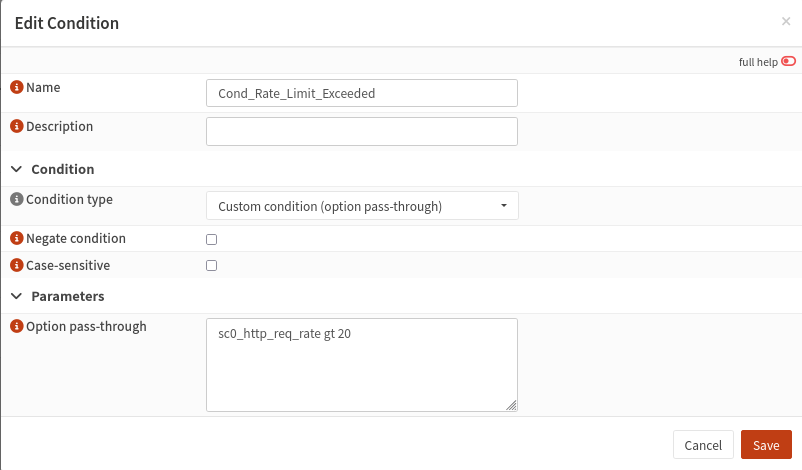 Edit Condition ×
full help
Name Cond_Rate_Limit_Exceeded
Description
Condition
Condition type Custom condition (option pass-through)
Negate condition
Case-sensitive
Parameters
Option pass-through sc0_http_req_rate gt 20
Cancel Save